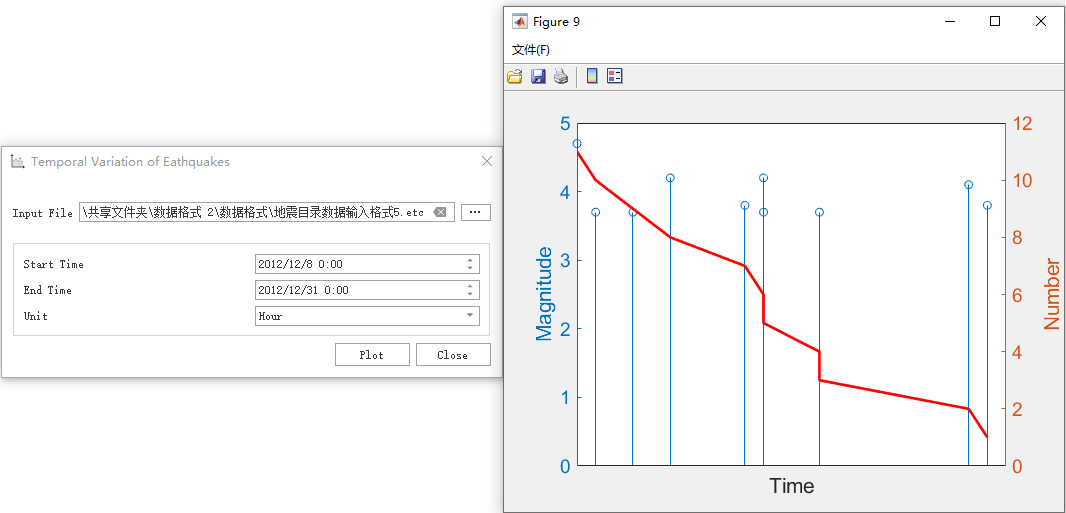 Temporal Variation of Eathquakes
Input File \共享文件夹\数据格式 2\数据格式\地震目录数据输入格式5.etc ...
Start Time 2012/12/8 0:00
End Time 2012/12/31 0:00
Unit Hour
Plot Close
Figure 9
文件(F)
5
4
3
2
1
0
Magnitude
12
10
8
6
4
2
0
Number
Time